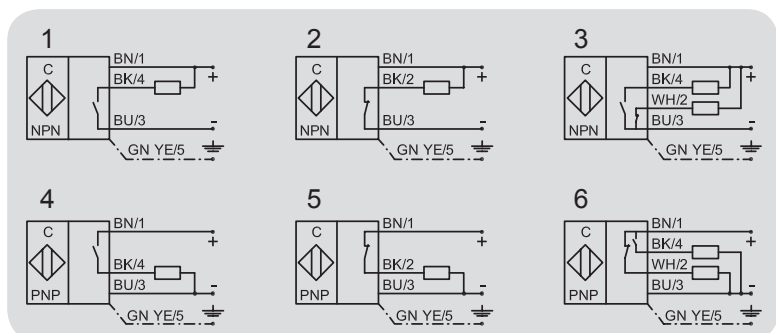 1
BN/1
C
+
BK/4
NPN
BU/3
-
GN YE/5
2
BN/1
C
+
BK/2
NPN
BU/3
-
GN YE/5
3
BN/1
C
+
BK/4
WH/2
NPN
BU/3
-
GN YE/5
4
BN/1
C
+
BK/4
PNP
BU/3
-
GN YE/5
5
BN/1
C
+
BK/2
PNP
BU/3
-
GN YE/5
6
BN/1
C
+
BK/4
WH/2
PNP
BU/3
-
GN YE/5